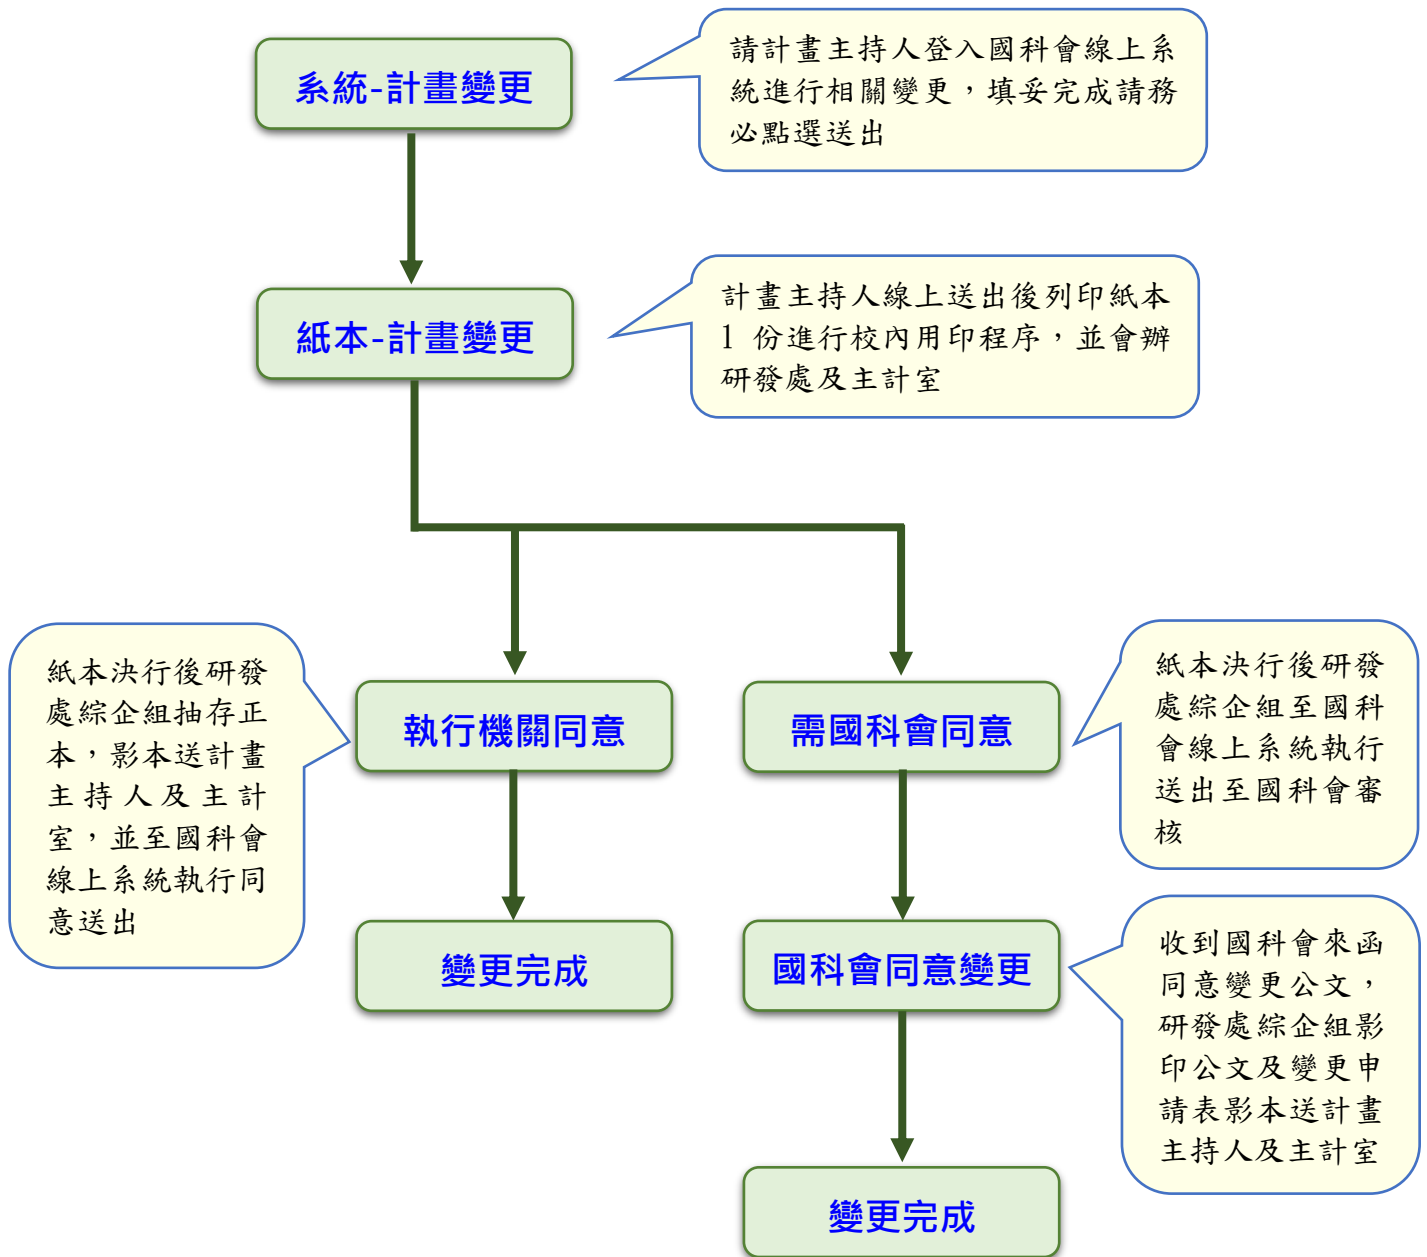 系統-計畫變更
請計畫主持人登入國科會線上系
統進行相關變更，填妥完成請務
必點選送出
紙本-計畫變更
計畫主持人線上送出後列印紙本
1 份進行校內用印程序，並會辦
研發處及主計室
紙本決行後研發
處綜企組抽存正
本，影本送計畫
主持人及主計
室，並至國科會
線上系統執行同
意送出
執行機關同意
需國科會同意
紙本決行後研發
處綜企組至國科
會線上系統執行
送出至國科會審
核
變更完成
國科會同意變更
收到國科會來函
同意變更公文，
研發處綜企組影
印公文及變更申
請表影本送計畫
主持人及主計室
變更完成